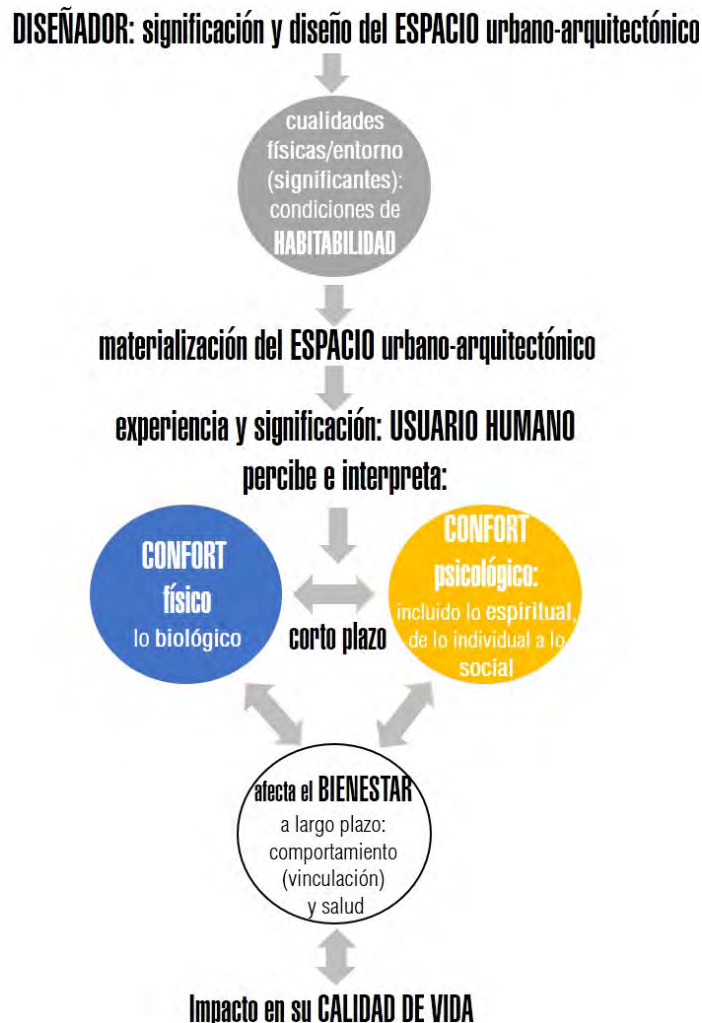 DISEÑADOR: significación y diseño del ESPACIO urbano-arquitectónico
cualidades
físicas/entorno
(significantes):
condiciones de
HABITABILIDAD
materialización del ESPACIO urbano-arquitectónico
experiencia y significación: USUARIO HUMANO
percibe e interpreta:
CONFORT
físico
lo biológico
corto plazo
CONFORT
psicológico:
incluido lo espiritual,
de lo individual a lo
social
afecta el BIENESTAR
a largo plazo:
comportamiento
(vinculación)
y salud
Impacto en su CALIDAD DE VIDA